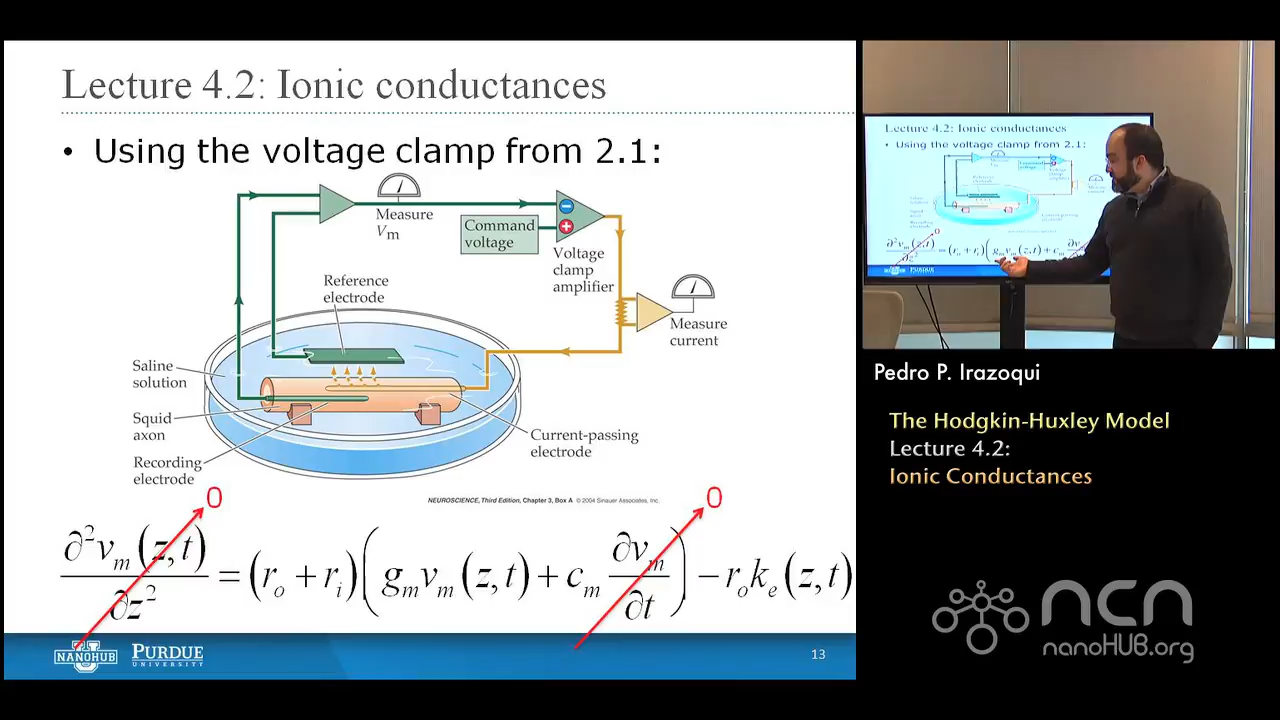 Lecture 4.2: Ionic conductances
• Using the voltage clamp from 2.1:
Measure
Vm
Command
voltage
Voltage
clamp
amplifier
Reference
electrode
Measure
current
Saline
solution
Squid
axon
Recording
electrode
Current-passing
electrode
NEUROSCIENCE, Third Edition, Chapter 3, Box A © 2004 Sinauer Associates, Inc.
0
0
∂²vm(z,t)/∂z² = (ro + ri)(gm vm(z,t) + cm ∂vm/∂t) − ro ke(z,t)
NANOHUB
PURDUE
UNIVERSITY
13
Lecture 4.2: Ionic conductances
• Using the voltage clamp from 2.1:
Pedro P. Irazoqui
The Hodgkin-Huxley Model
Lecture 4.2:
Ionic Conductances
ncn
nanoHUB.org